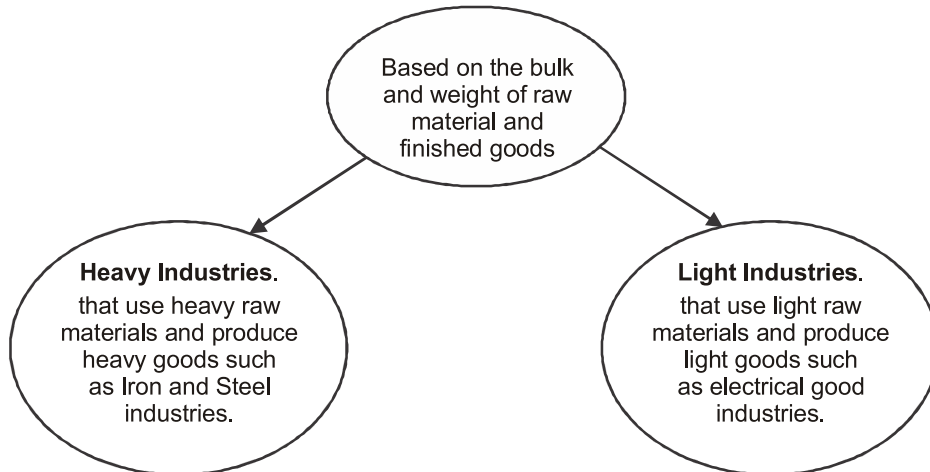 Based on the bulk
and weight of raw
material and
finished goods
Heavy Industries.
that use heavy raw
materials and produce
heavy goods such
as Iron and Steel
industries.
Light Industries.
that use light raw
materials and produce
light goods such
as electrical good
industries.